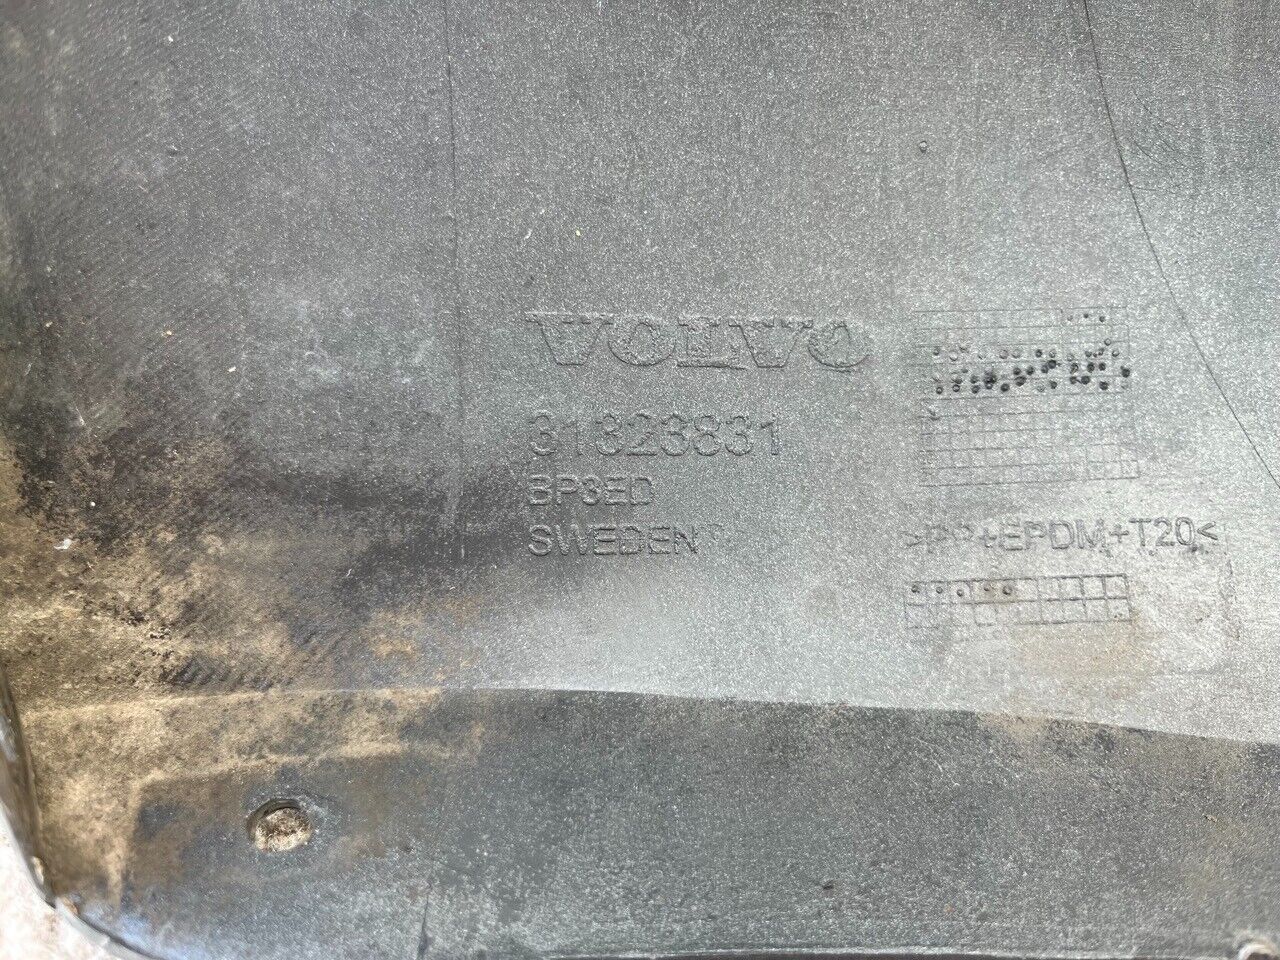 VOLVO
31323831
BP3ED
SWEDEN
>PP+EPDM+T20<